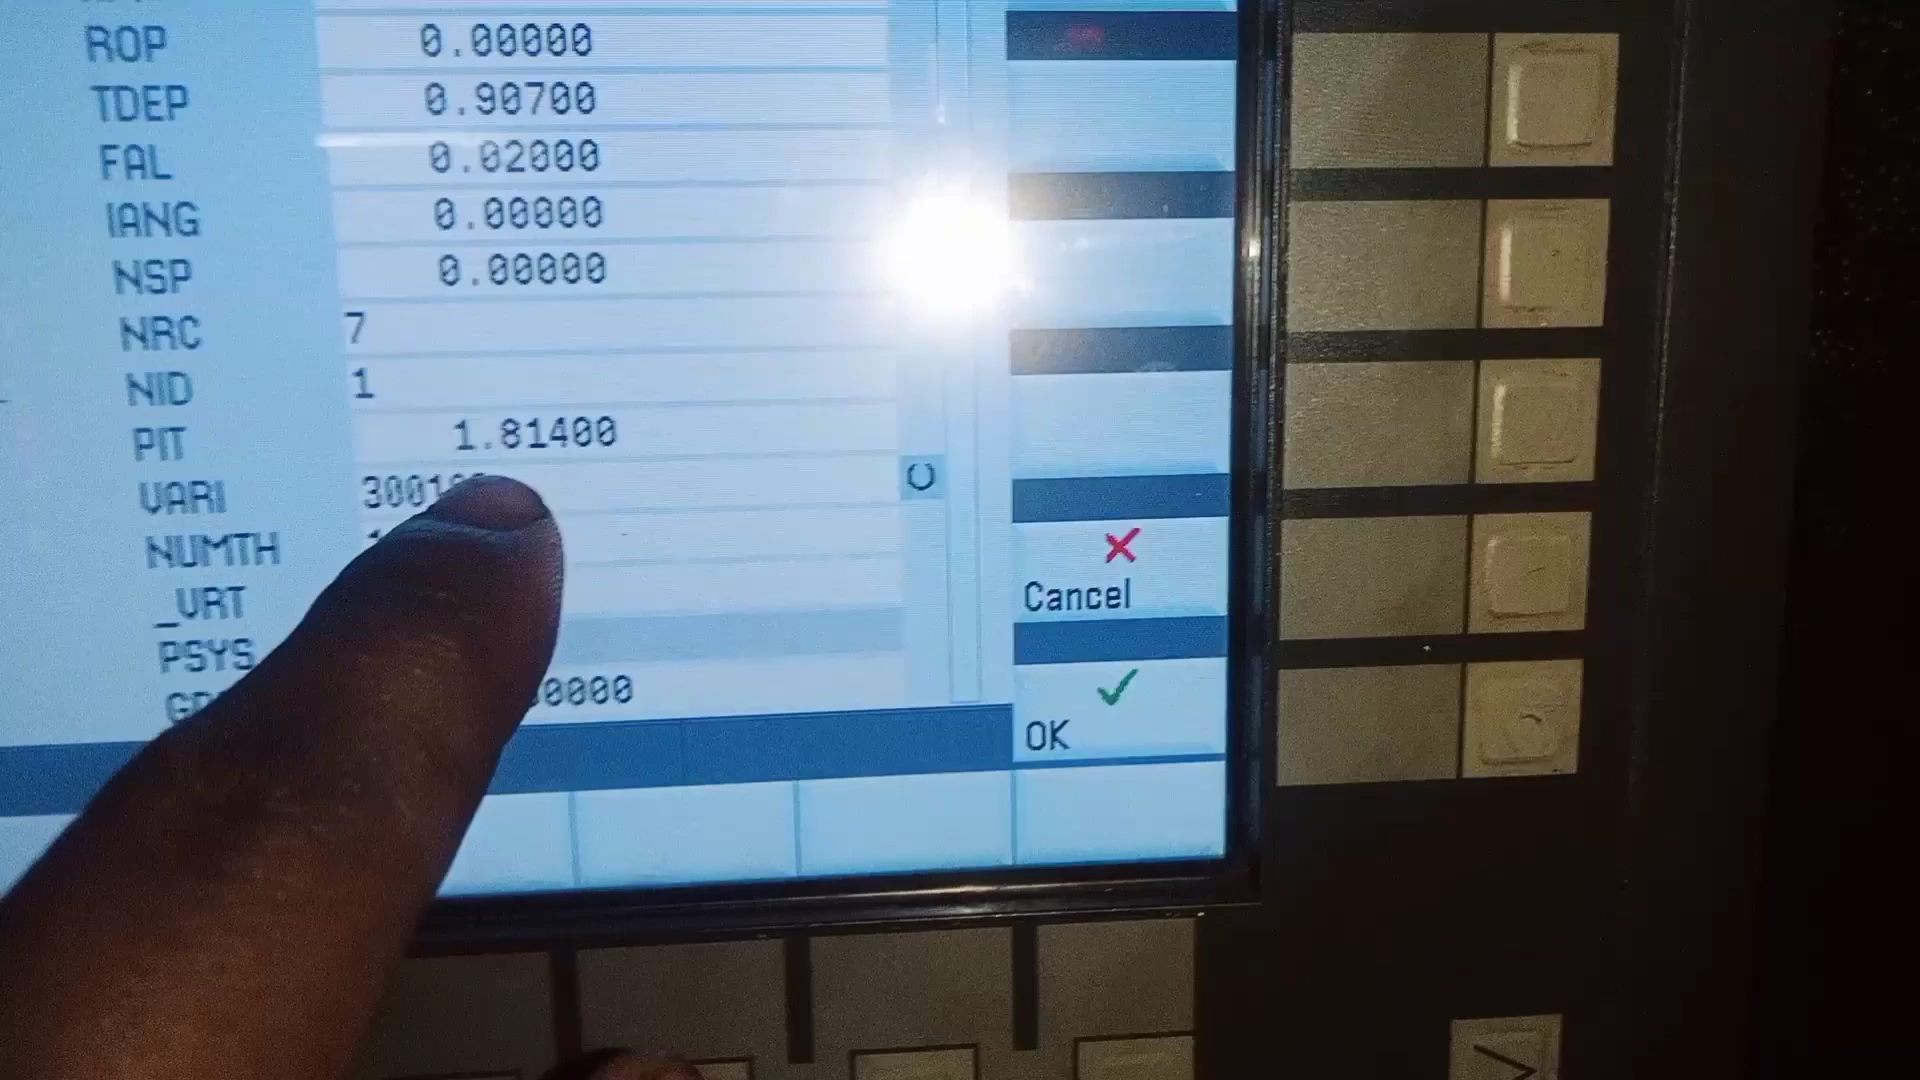 ROP 0.00000
TDEP 0.90700
FAL 0.02000
IANG 0.00000
NSP 0.00000
NRC 7
NID 1
PIT 1.81400
VARI
NUMTH
_VRT
PSYS
Cancel
OK